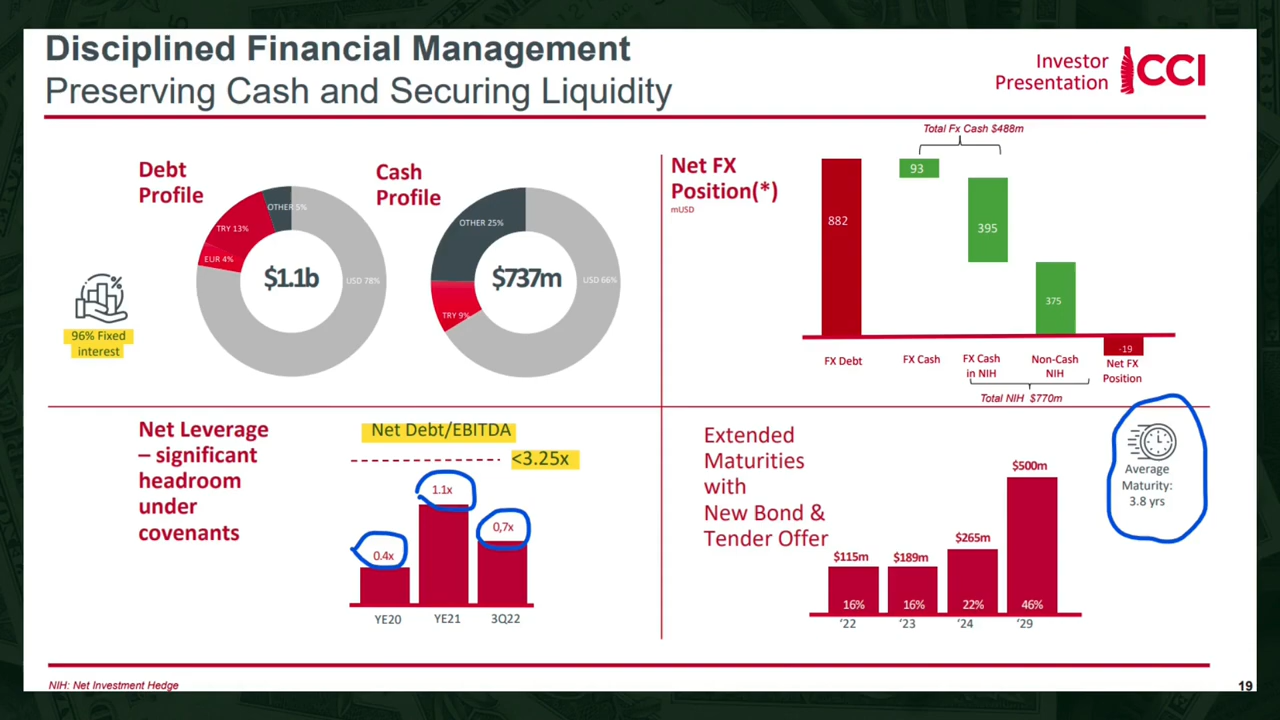 Disciplined Financial Management
Preserving Cash and Securing Liquidity
Investor
Presentation
CCI
Debt
Profile
OTHER 5%
TRY 13%
EUR 4%
USD 78%
$1.1b
96% Fixed
interest
Cash
Profile
OTHER 25%
TRY 9%
USD 66%
$737m
Net FX
Position(*)
mUSD
Total Fx Cash $488m
882
93
395
375
-19
FX Debt
FX Cash
FX Cash
in NIH
Non-Cash
NIH
Net FX
Position
Total NIH $770m
Net Leverage
– significant
headroom
under
covenants
Net Debt/EBITDA
<3.25x
0.4x
1.1x
0,7x
YE20
YE21
3Q22
Extended
Maturities
with
New Bond &
Tender Offer
$115m
$189m
$265m
$500m
16%
16%
22%
46%
‘22
‘23
‘24
‘29
Average
Maturity:
3.8 yrs
NIH: Net Investment Hedge
19